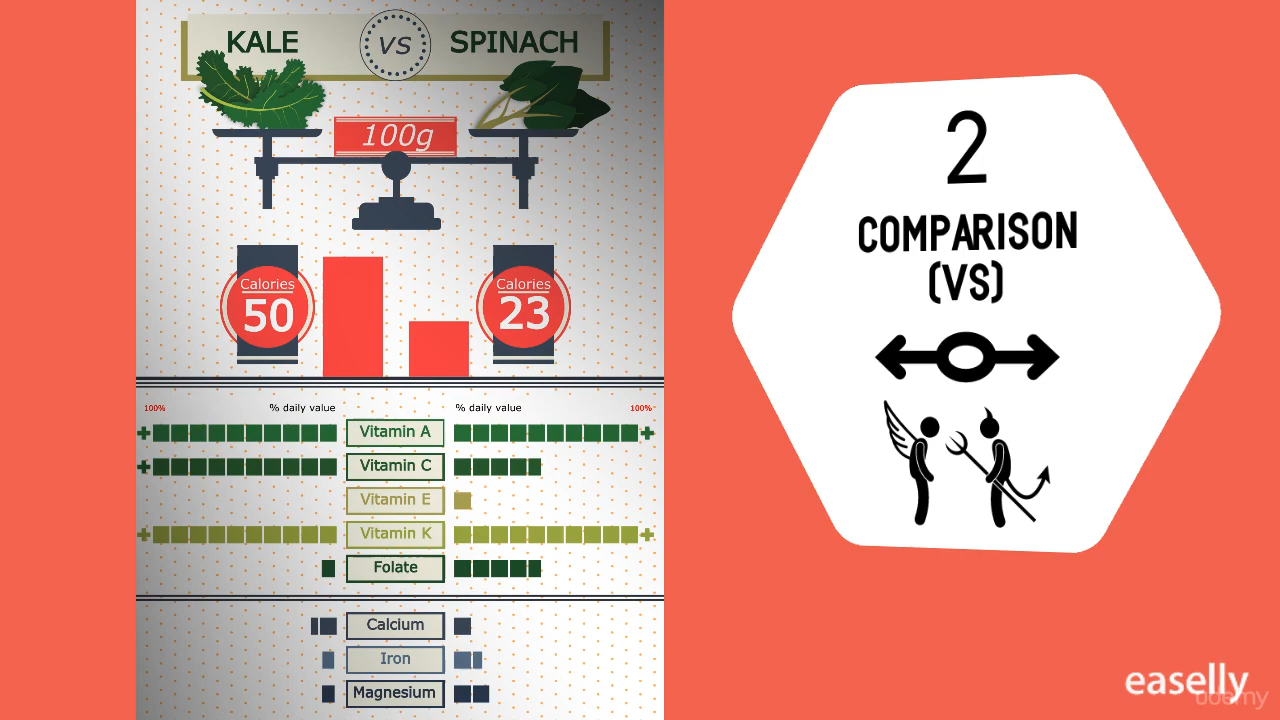 KALE VS SPINACH
100g
Calories
50
Calories
23
100% % daily value % daily value 100%
Vitamin A
Vitamin C
Vitamin E
Vitamin K
Folate
Calcium
Iron
Magnesium
2
COMPARISON
(VS)
easelly
udemy